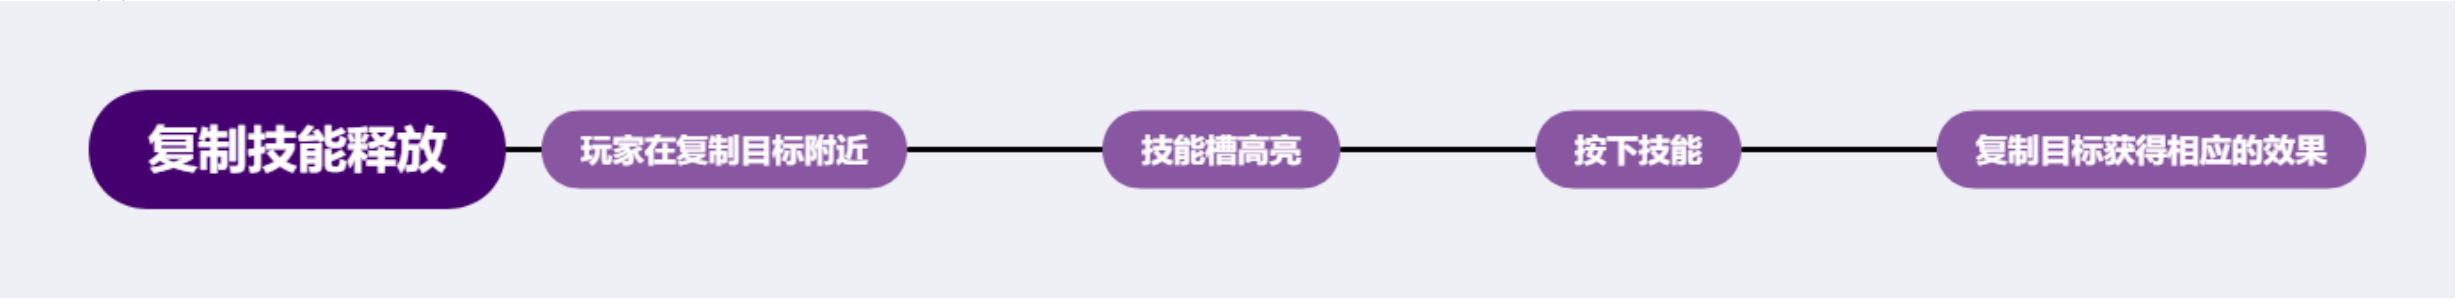 复制技能释放
玩家在复制目标附近
技能槽高亮
按下技能
复制目标获得相应的效果